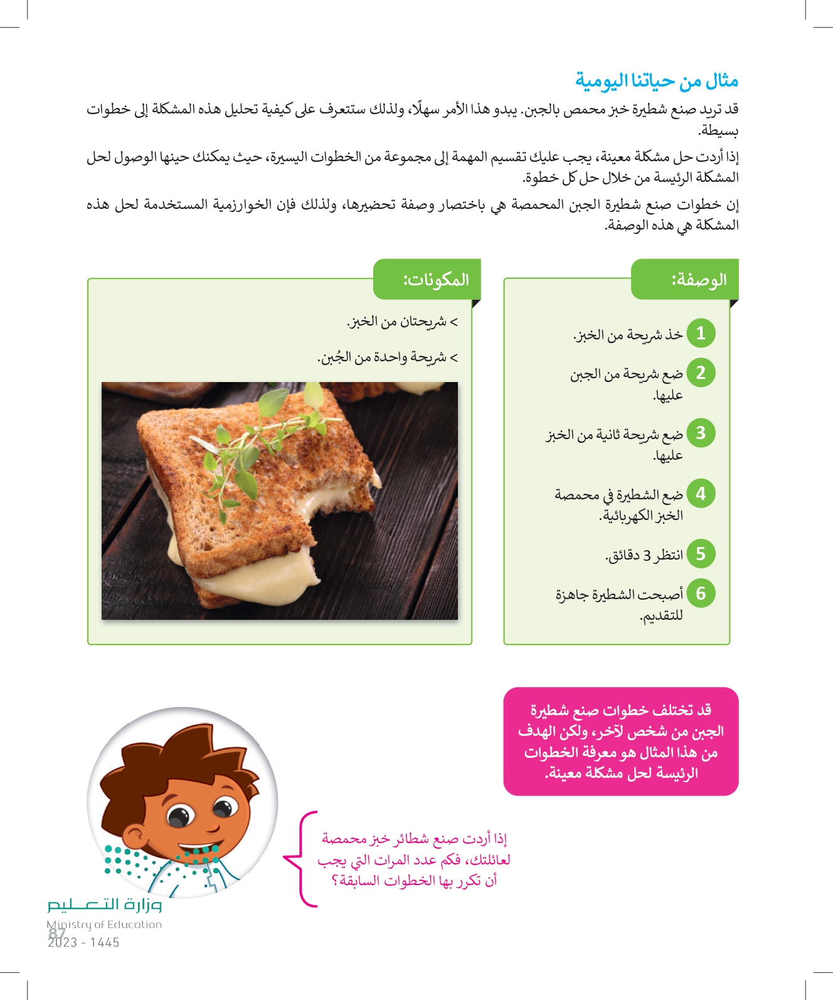 مثال من حياتنا اليومية
قد تريد صنع شطيرة خبز محمص بالجبن. يبدو هذا الأمر سهلًا، ولذلك ستتعرف على كيفية تحليل هذه المشكلة إلى خطوات
بسيطة.
إذا أردت حل مشكلة معينة، يجب عليك تقسيم المهمة إلى مجموعة من الخطوات اليسيرة، حيث يمكنك حينها الوصول لحل
المشكلة الرئيسة من خلال حل كل خطوة.
إن خطوات صنع شطيرة الجبن المحمصة هي باختصار وصفة تحضيرها، ولذلك فإن الخوارزمية المستخدمة لحل هذه
المشكلة هي هذه الوصفة.
الوصفة:
1 خذ شريحة من الخبز.
2 ضع شريحة من الجبن
عليها.
3 ضع شريحة ثانية من الخبز
عليها.
4 ضع الشطيرة في محمصة
الخبز الكهربائية.
5 انتظر 3 دقائق.
6 أصبحت الشطيرة جاهزة
للتقديم.
المكونات:
> شريحتان من الخبز.
> شريحة واحدة من الجُبن.
قد تختلف خطوات صنع شطيرة
الجبن من شخص لآخر، ولكن الهدف
من هذا المثال هو معرفة الخطوات
الرئيسة لحل مشكلة معينة.
إذا أردت صنع شطائر خبز محمصة
لعائلتك، فكم عدد المرات التي يجب
أن تكرر بها الخطوات السابقة؟
وزارة التعليم
Ministry of Education
87
2023 - 1445